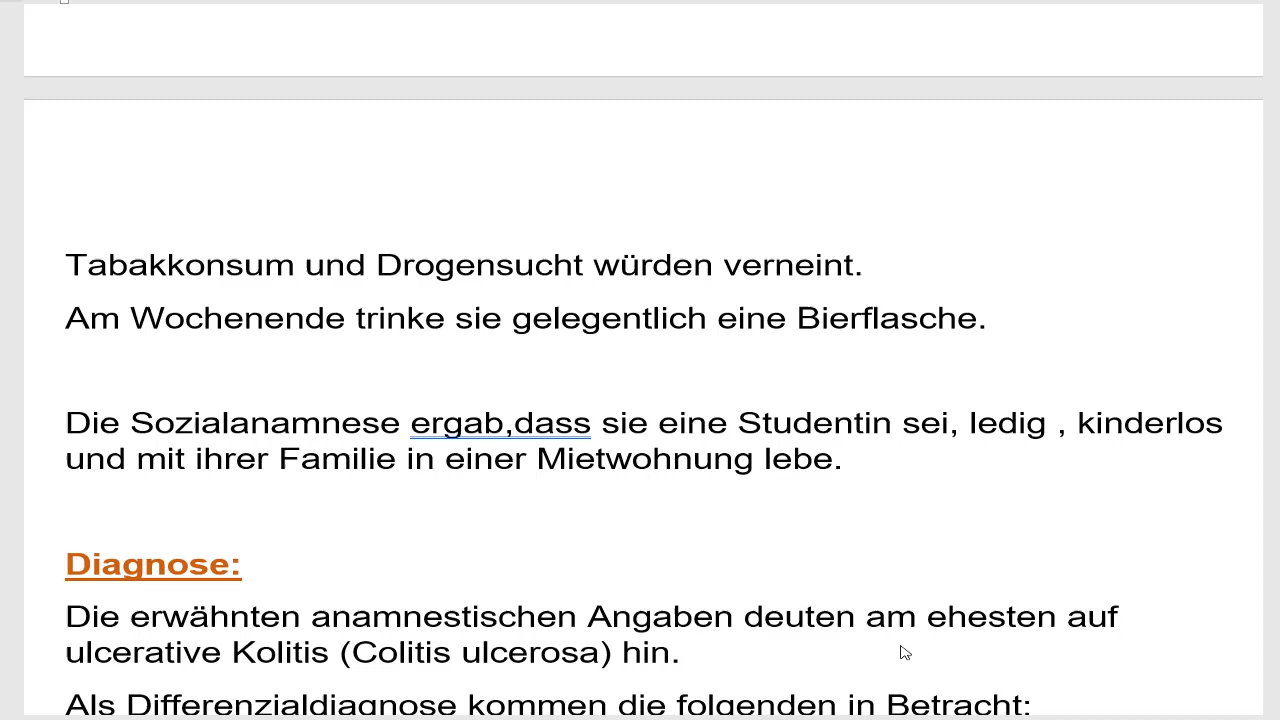 Tabakkonsum und Drogensucht würden verneint.
Am Wochenende trinke sie gelegentlich eine Bierflasche.
Die Sozialanamnese ergab,dass sie eine Studentin sei, ledig , kinderlos
und mit ihrer Familie in einer Mietwohnung lebe.
Diagnose:
Die erwähnten anamnestischen Angaben deuten am ehesten auf
ulcerative Kolitis (Colitis ulcerosa) hin.
Als Differenzialdiagnose kommen die folgenden in Betracht: